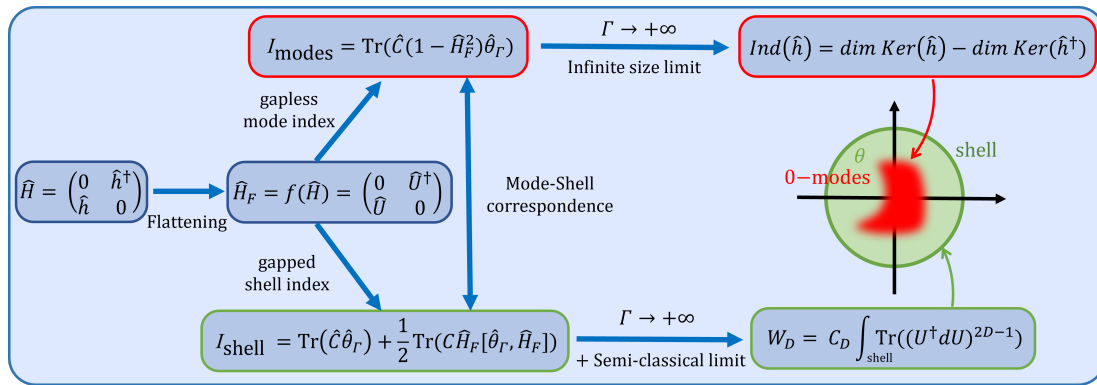 I_modes = Tr(Ĉ(1 − Ĥ_F²)θ̂_Γ)
Γ → +∞
Infinite size limit
Ind(ĥ) = dim Ker(ĥ) − dim Ker(ĥ†)
gapless
mode index
Ĥ = (0 ĥ†
ĥ 0)
Flattening
Ĥ_F = f(Ĥ) = (0 Û†
Û 0)
Mode-Shell
correspondence
θ
shell
0−modes
gapped
shell index
I_shell = Tr(Ĉθ̂_Γ) + 1/2 Tr(CĤ_F[θ̂_Γ, Ĥ_F])
Γ → +∞
+ Semi-classical limit
W_D = C_D ∫_shell Tr((U†dU)^{2D−1})